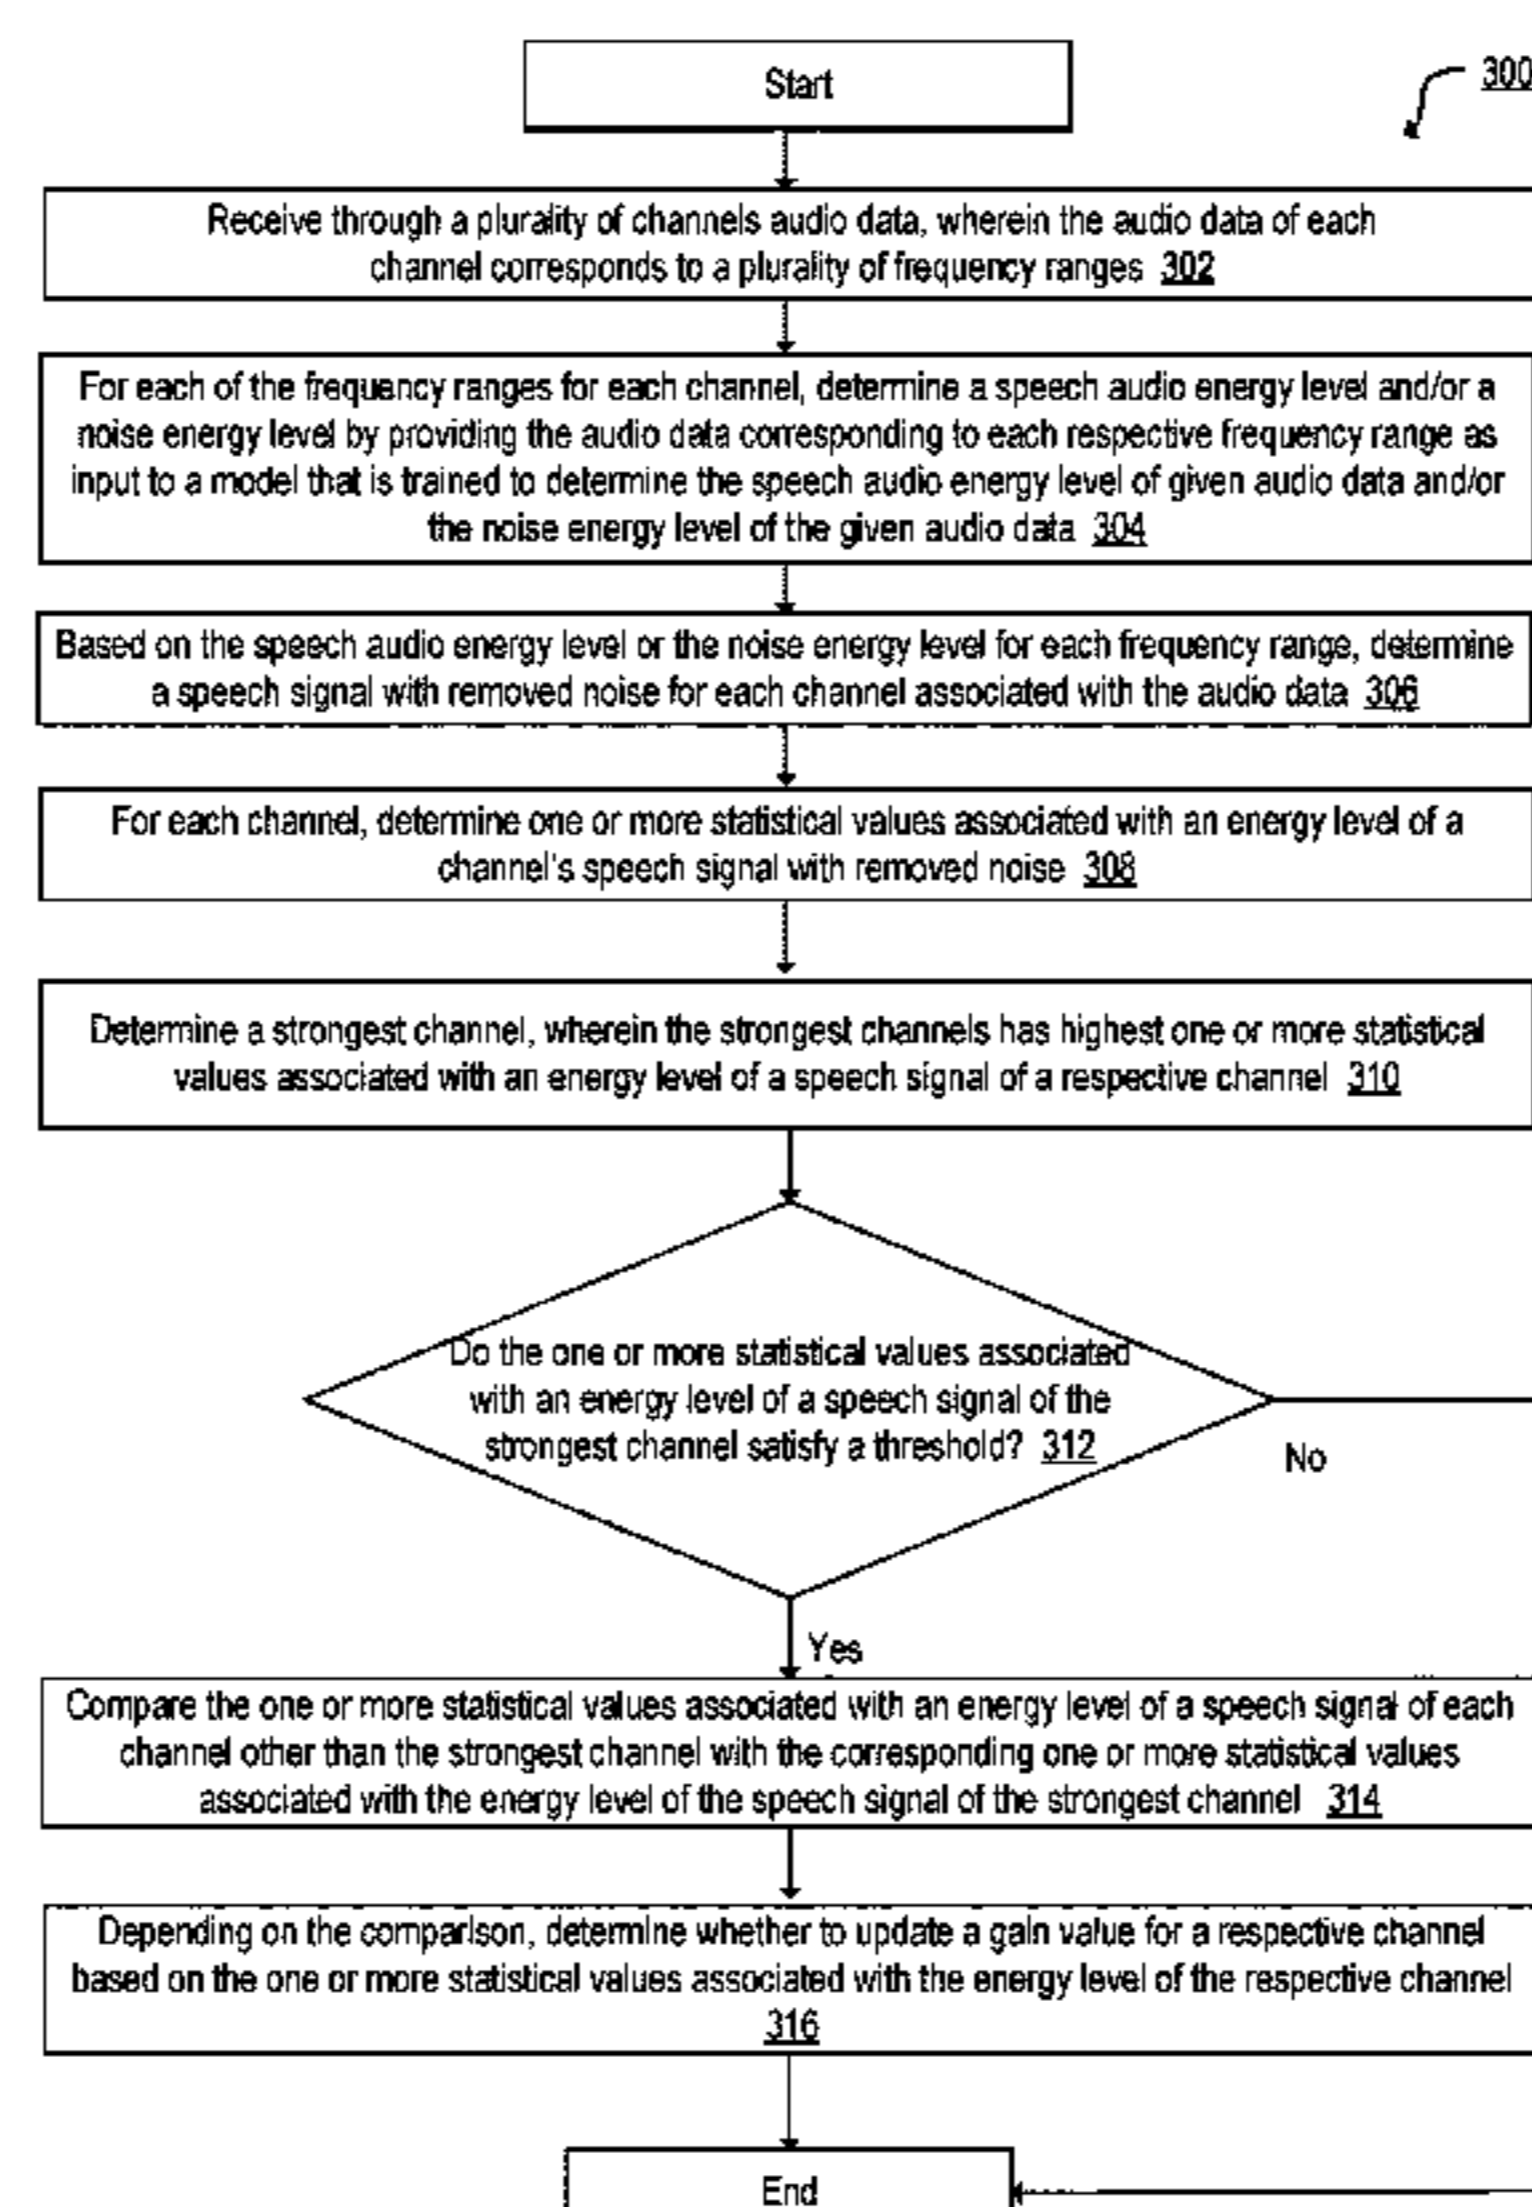 Start
300
Receive through a plurality of channels audio data, wherein the audio data of each
channel corresponds to a plurality of frequency ranges 302
For each of the frequency ranges for each channel, determine a speech audio energy level and/or a
noise energy level by providing the audio data corresponding to each respective frequency range as
input to a model that is trained to determine the speech audio energy level of given audio data and/or
the noise energy level of the given audio data 304
Based on the speech audio energy level or the noise energy level for each frequency range, determine
a speech signal with removed noise for each channel associated with the audio data 306
For each channel, determine one or more statistical values associated with an energy level of a
channel's speech signal with removed noise 308
Determine a strongest channel, wherein the strongest channels has highest one or more statistical
values associated with an energy level of a speech signal of a respective channel 310
Do the one or more statistical values associated
with an energy level of a speech signal of the
strongest channel satisfy a threshold? 312
No
Yes
Compare the one or more statistical values associated with an energy level of a speech signal of each
channel other than the strongest channel with the corresponding one or more statistical values
associated with the energy level of the speech signal of the strongest channel 314
Depending on the comparison, determine whether to update a gain value for a respective channel
based on the one or more statistical values associated with the energy level of the respective channel
316
End